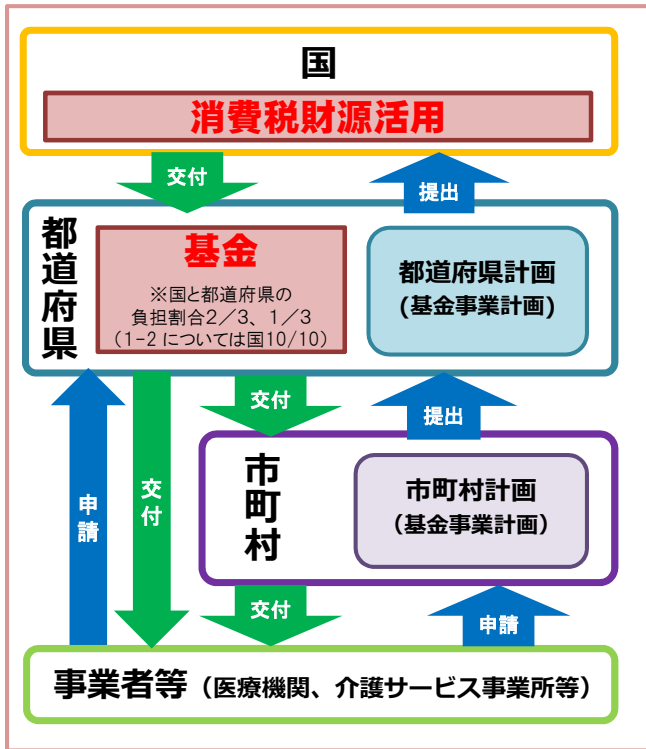 国
消費税財源活用
交付
提出
都道府県
基金
※国と都道府県の
負担割合2/3、1/3
(1-2 については国10/10)
都道府県計画
(基金事業計画)
交付
提出
申請
交付
市町村
市町村計画
(基金事業計画)
交付
申請
事業者等(医療機関、介護サービス事業所等)